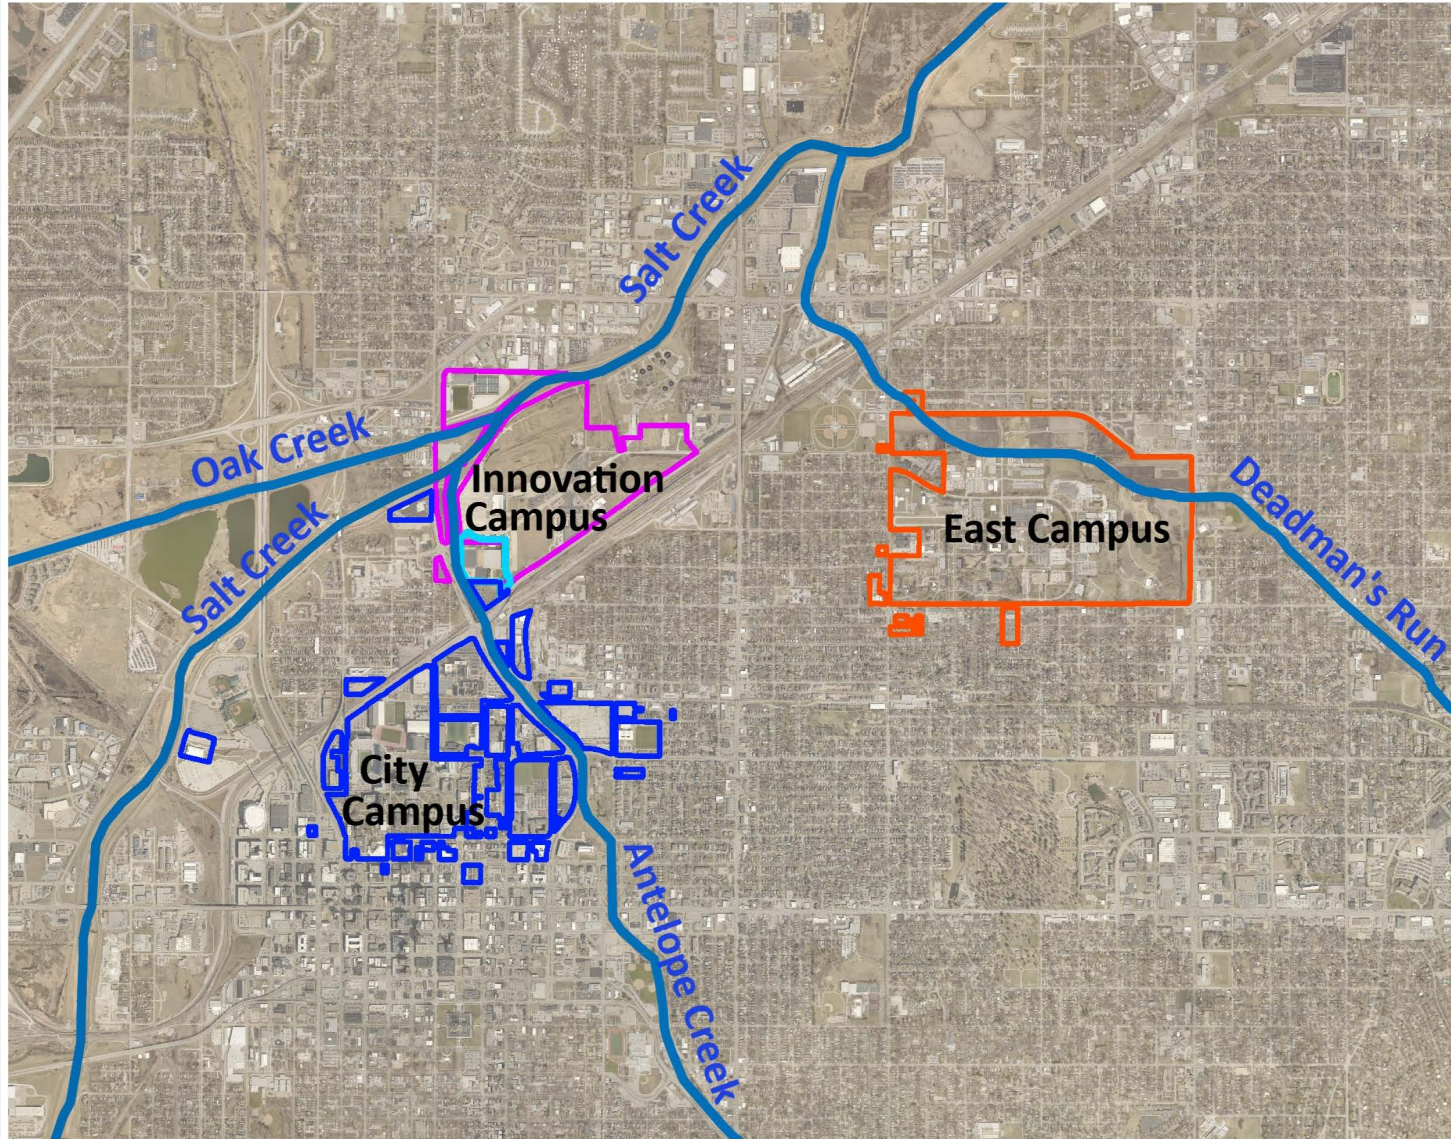 Salt Creek
Oak Creek
Innovation
Campus
Salt Creek
East Campus
Deadman's Run
City
Campus
Antelope Creek